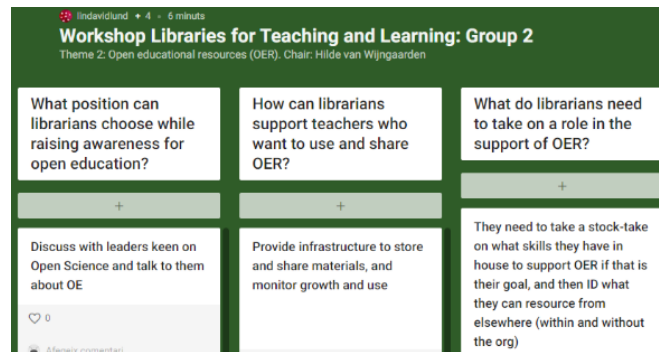 lindavidlund + 4 • 6 minuts
Workshop Libraries for Teaching and Learning: Group 2
Theme 2: Open educational resources (OER). Chair: Hilde van Wijngaarden
What position can
librarians choose while
raising awareness for
open education?
+
Discuss with leaders keen on
Open Science and talk to them
about OE
0
Afegeix comentari
How can librarians
support teachers who
want to use and share
OER?
+
Provide infrastructure to store
and share materials, and
monitor growth and use
What do librarians need
to take on a role in the
support of OER?
+
They need to take a stock-take
on what skills they have in
house to support OER if that is
their goal, and then ID what
they can resource from
elsewhere (within and without
the org)